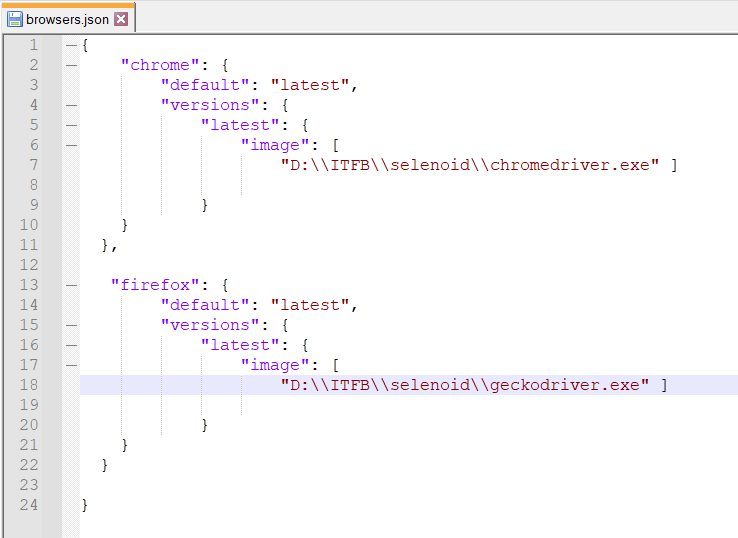 browsers.json
1 {
2 "chrome": {
3 "default": "latest",
4 "versions": {
5 "latest": {
6 "image": [
7 "D:\\ITFB\\selenoid\\chromedriver.exe" ]
8
9 }
10 }
11 },
12
13 "firefox": {
14 "default": "latest",
15 "versions": {
16 "latest": {
17 "image": [
18 "D:\\ITFB\\selenoid\\geckodriver.exe" ]
19
20 }
21 }
22 }
23
24 }